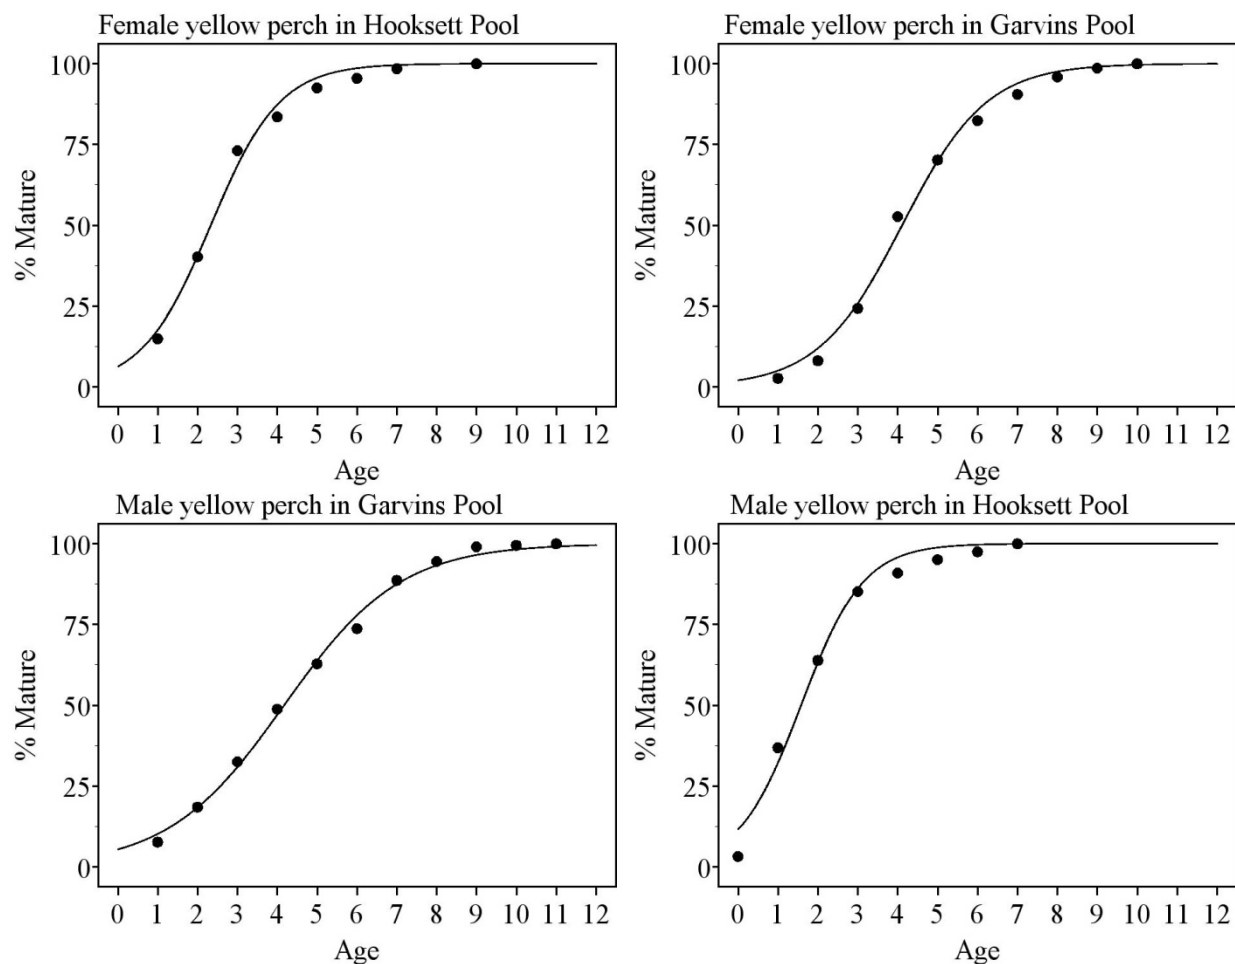 Female yellow perch in Hooksett Pool
100
75
50
25
0
% Mature
0 1 2 3 4 5 6 7 8 9 10 11 12
Age
Female yellow perch in Garvins Pool
100
75
50
25
0
% Mature
0 1 2 3 4 5 6 7 8 9 10 11 12
Age
Male yellow perch in Garvins Pool
100
75
50
25
0
% Mature
0 1 2 3 4 5 6 7 8 9 10 11 12
Age
Male yellow perch in Hooksett Pool
100
75
50
25
0
% Mature
0 1 2 3 4 5 6 7 8 9 10 11 12
Age